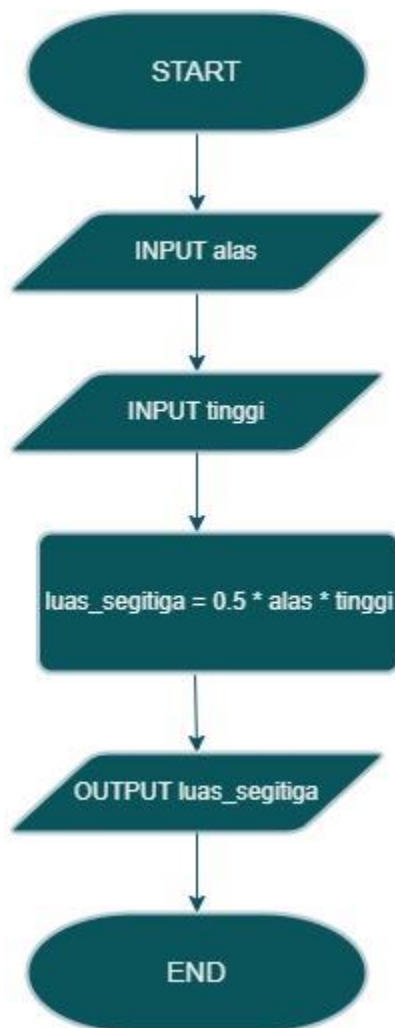 START
INPUT alas
INPUT tinggi
luas_segitiga = 0.5 * alas * tinggi
OUTPUT luas_segitiga
END